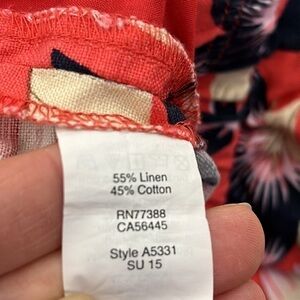 55% Linen
45% Cotton
RN77388
CA56445
Style A5331
SU 15